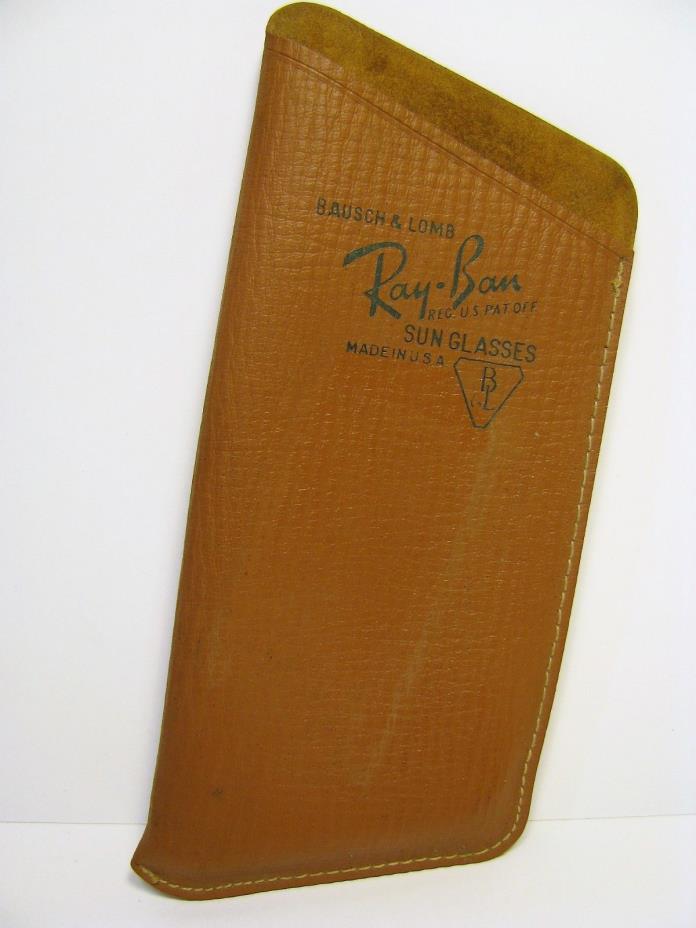 BAUSCH & LOMB
Ray-Ban
REG. U.S. PAT OFF
SUN GLASSES
MADE IN U.S.A
B
&
L